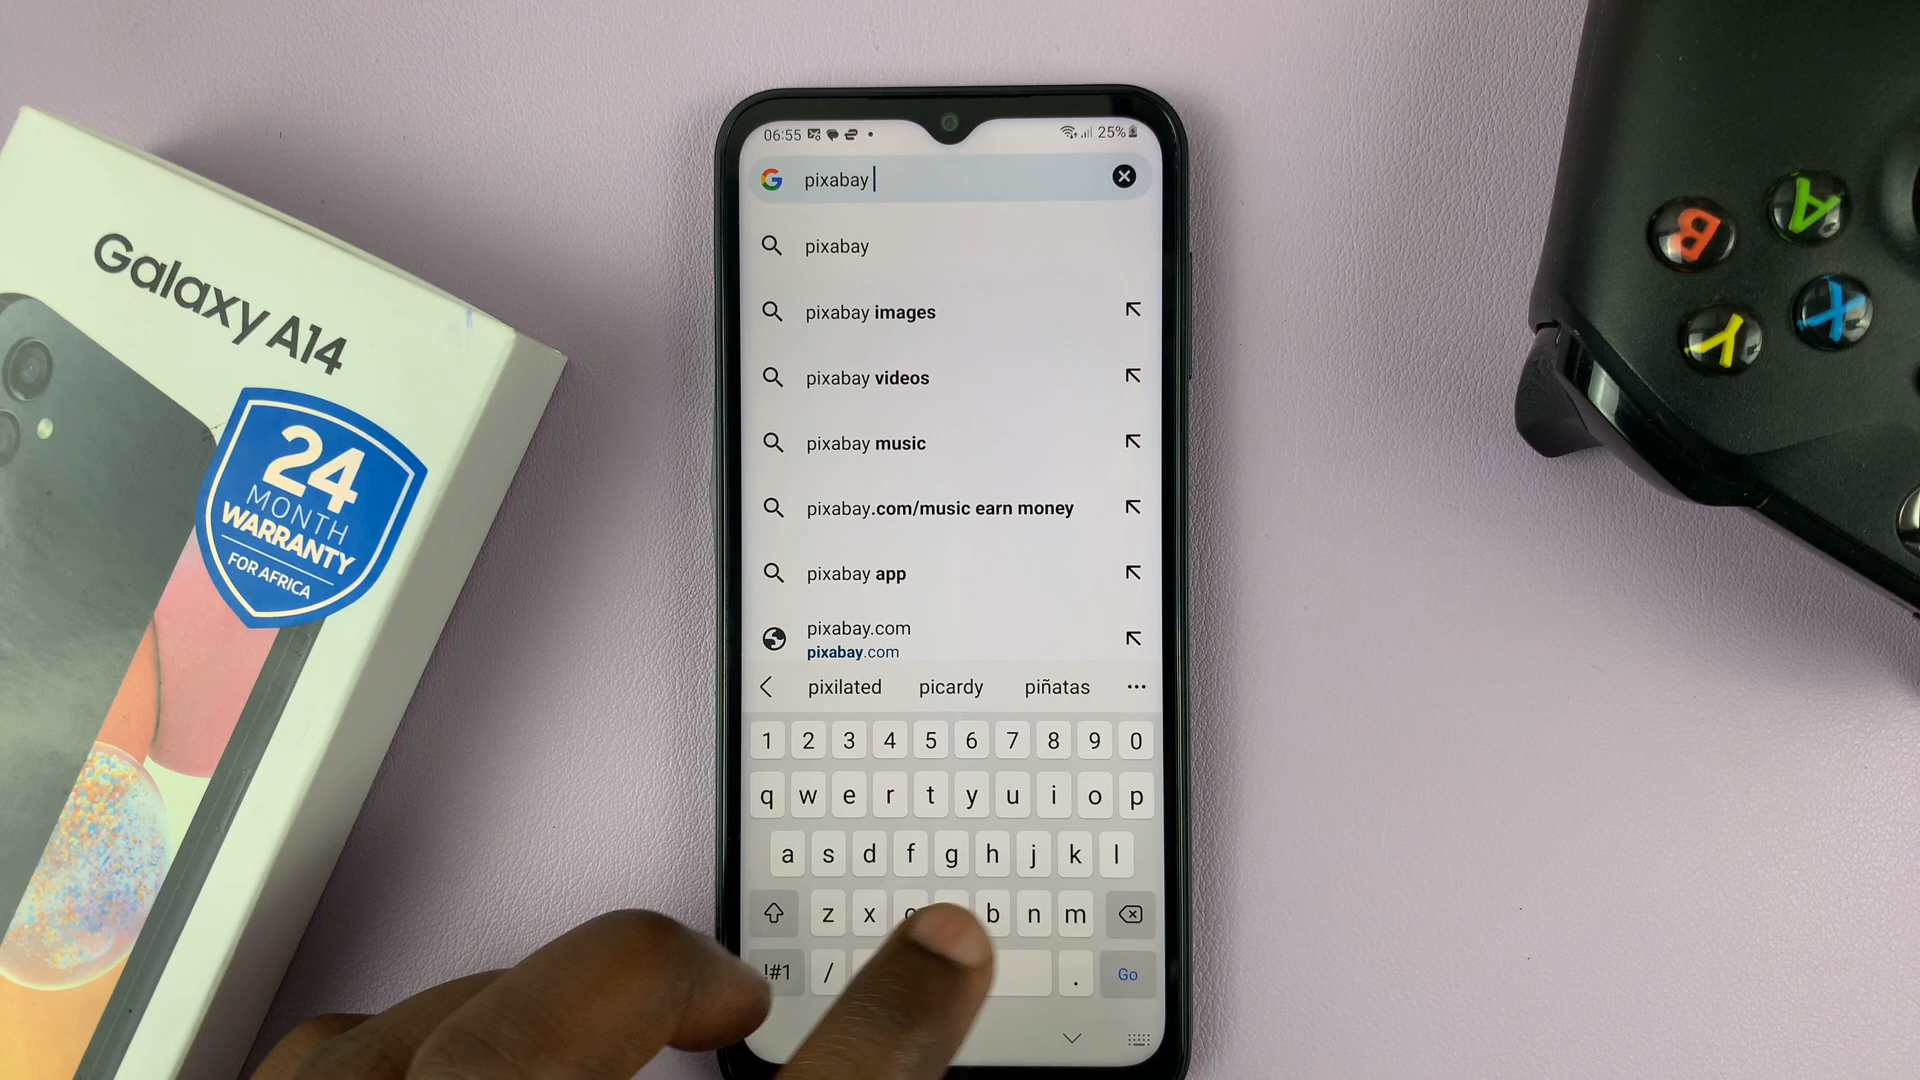 Galaxy A14
24
MONTH
WARRANTY
FOR AFRICA
06:55
25%
pixabay
pixabay
pixabay images
pixabay videos
pixabay music
pixabay.com/music earn money
pixabay app
pixabay.com
pixabay.com
pixilated picardy piñatas
1 2 3 4 5 6 7 8 9 0
q w e r t y u i o p
a s d f g h j k l
z x c b n m
!#1 / . Go
B A
Y X